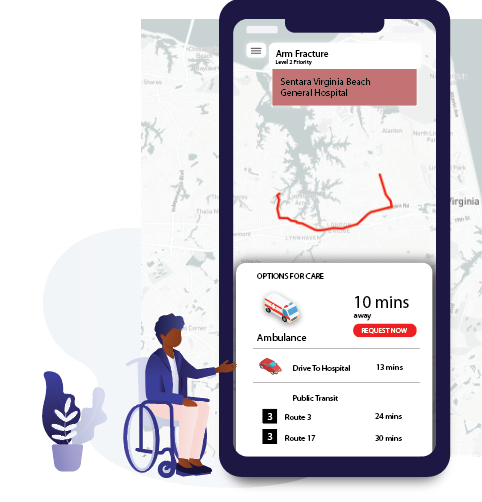 Arm Fracture
Level 2 Priority
Sentara Virginia Beach
General Hospital
Alanton
Virginia
LYNNHAVEN
OPTIONS FOR CARE
10 mins
away
REQUEST NOW
Ambulance
Drive To Hospital 13 mins
Public Transit
3 Route 3 24 mins
3 Route 17 30 mins